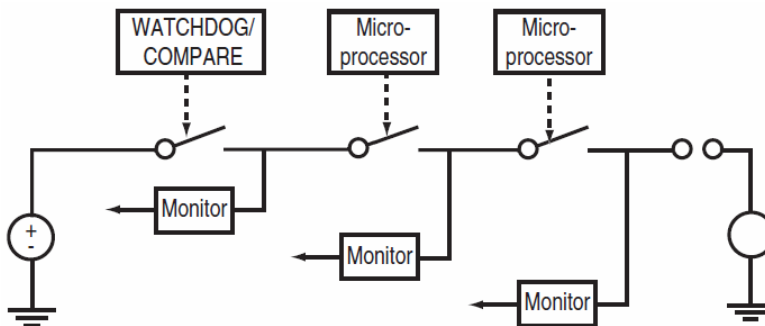 WATCHDOG/
COMPARE
Micro-
processor
Micro-
processor
Monitor
Monitor
Monitor
+
-